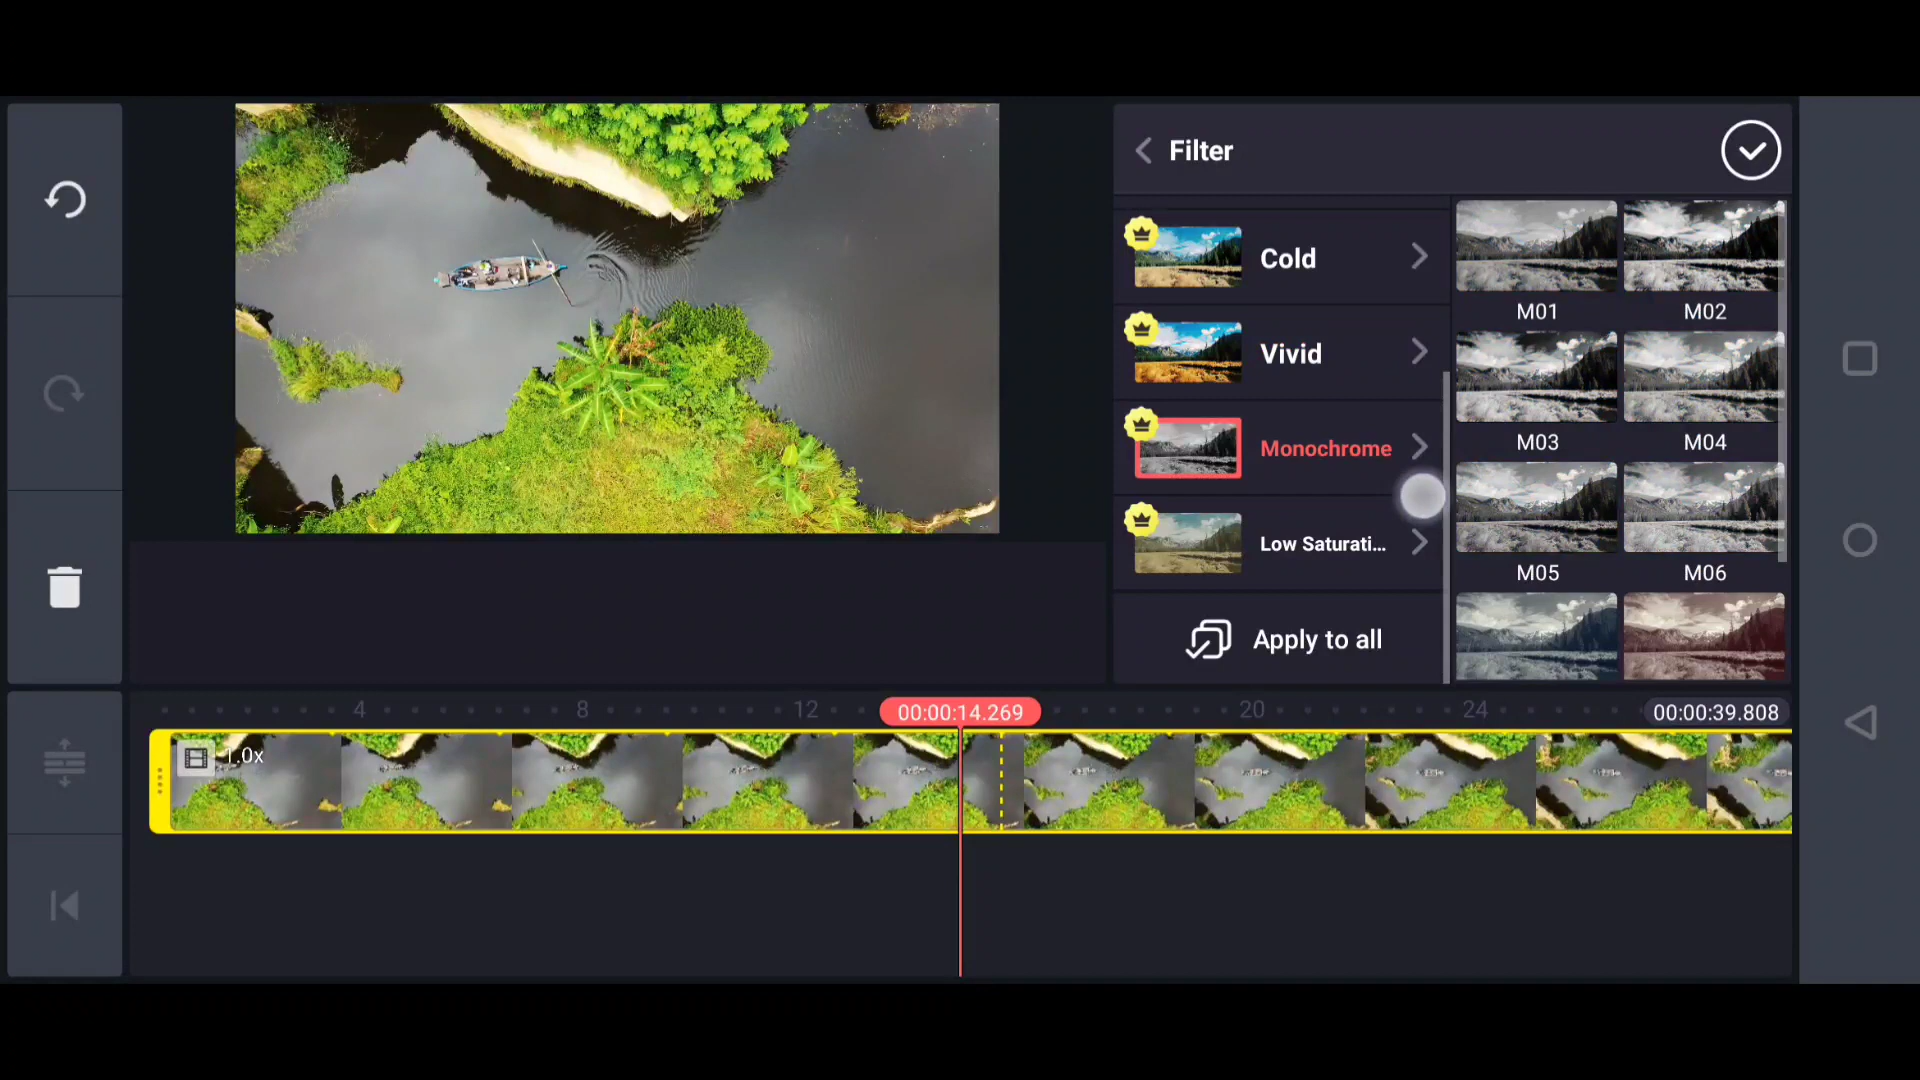 Filter
Cold
Vivid
Monochrome
Low Saturati...
Apply to all
M01
M02
M03
M04
M05
M06
4
8
12
00:00:14.269
20
24
00:00:39.808
1.0x